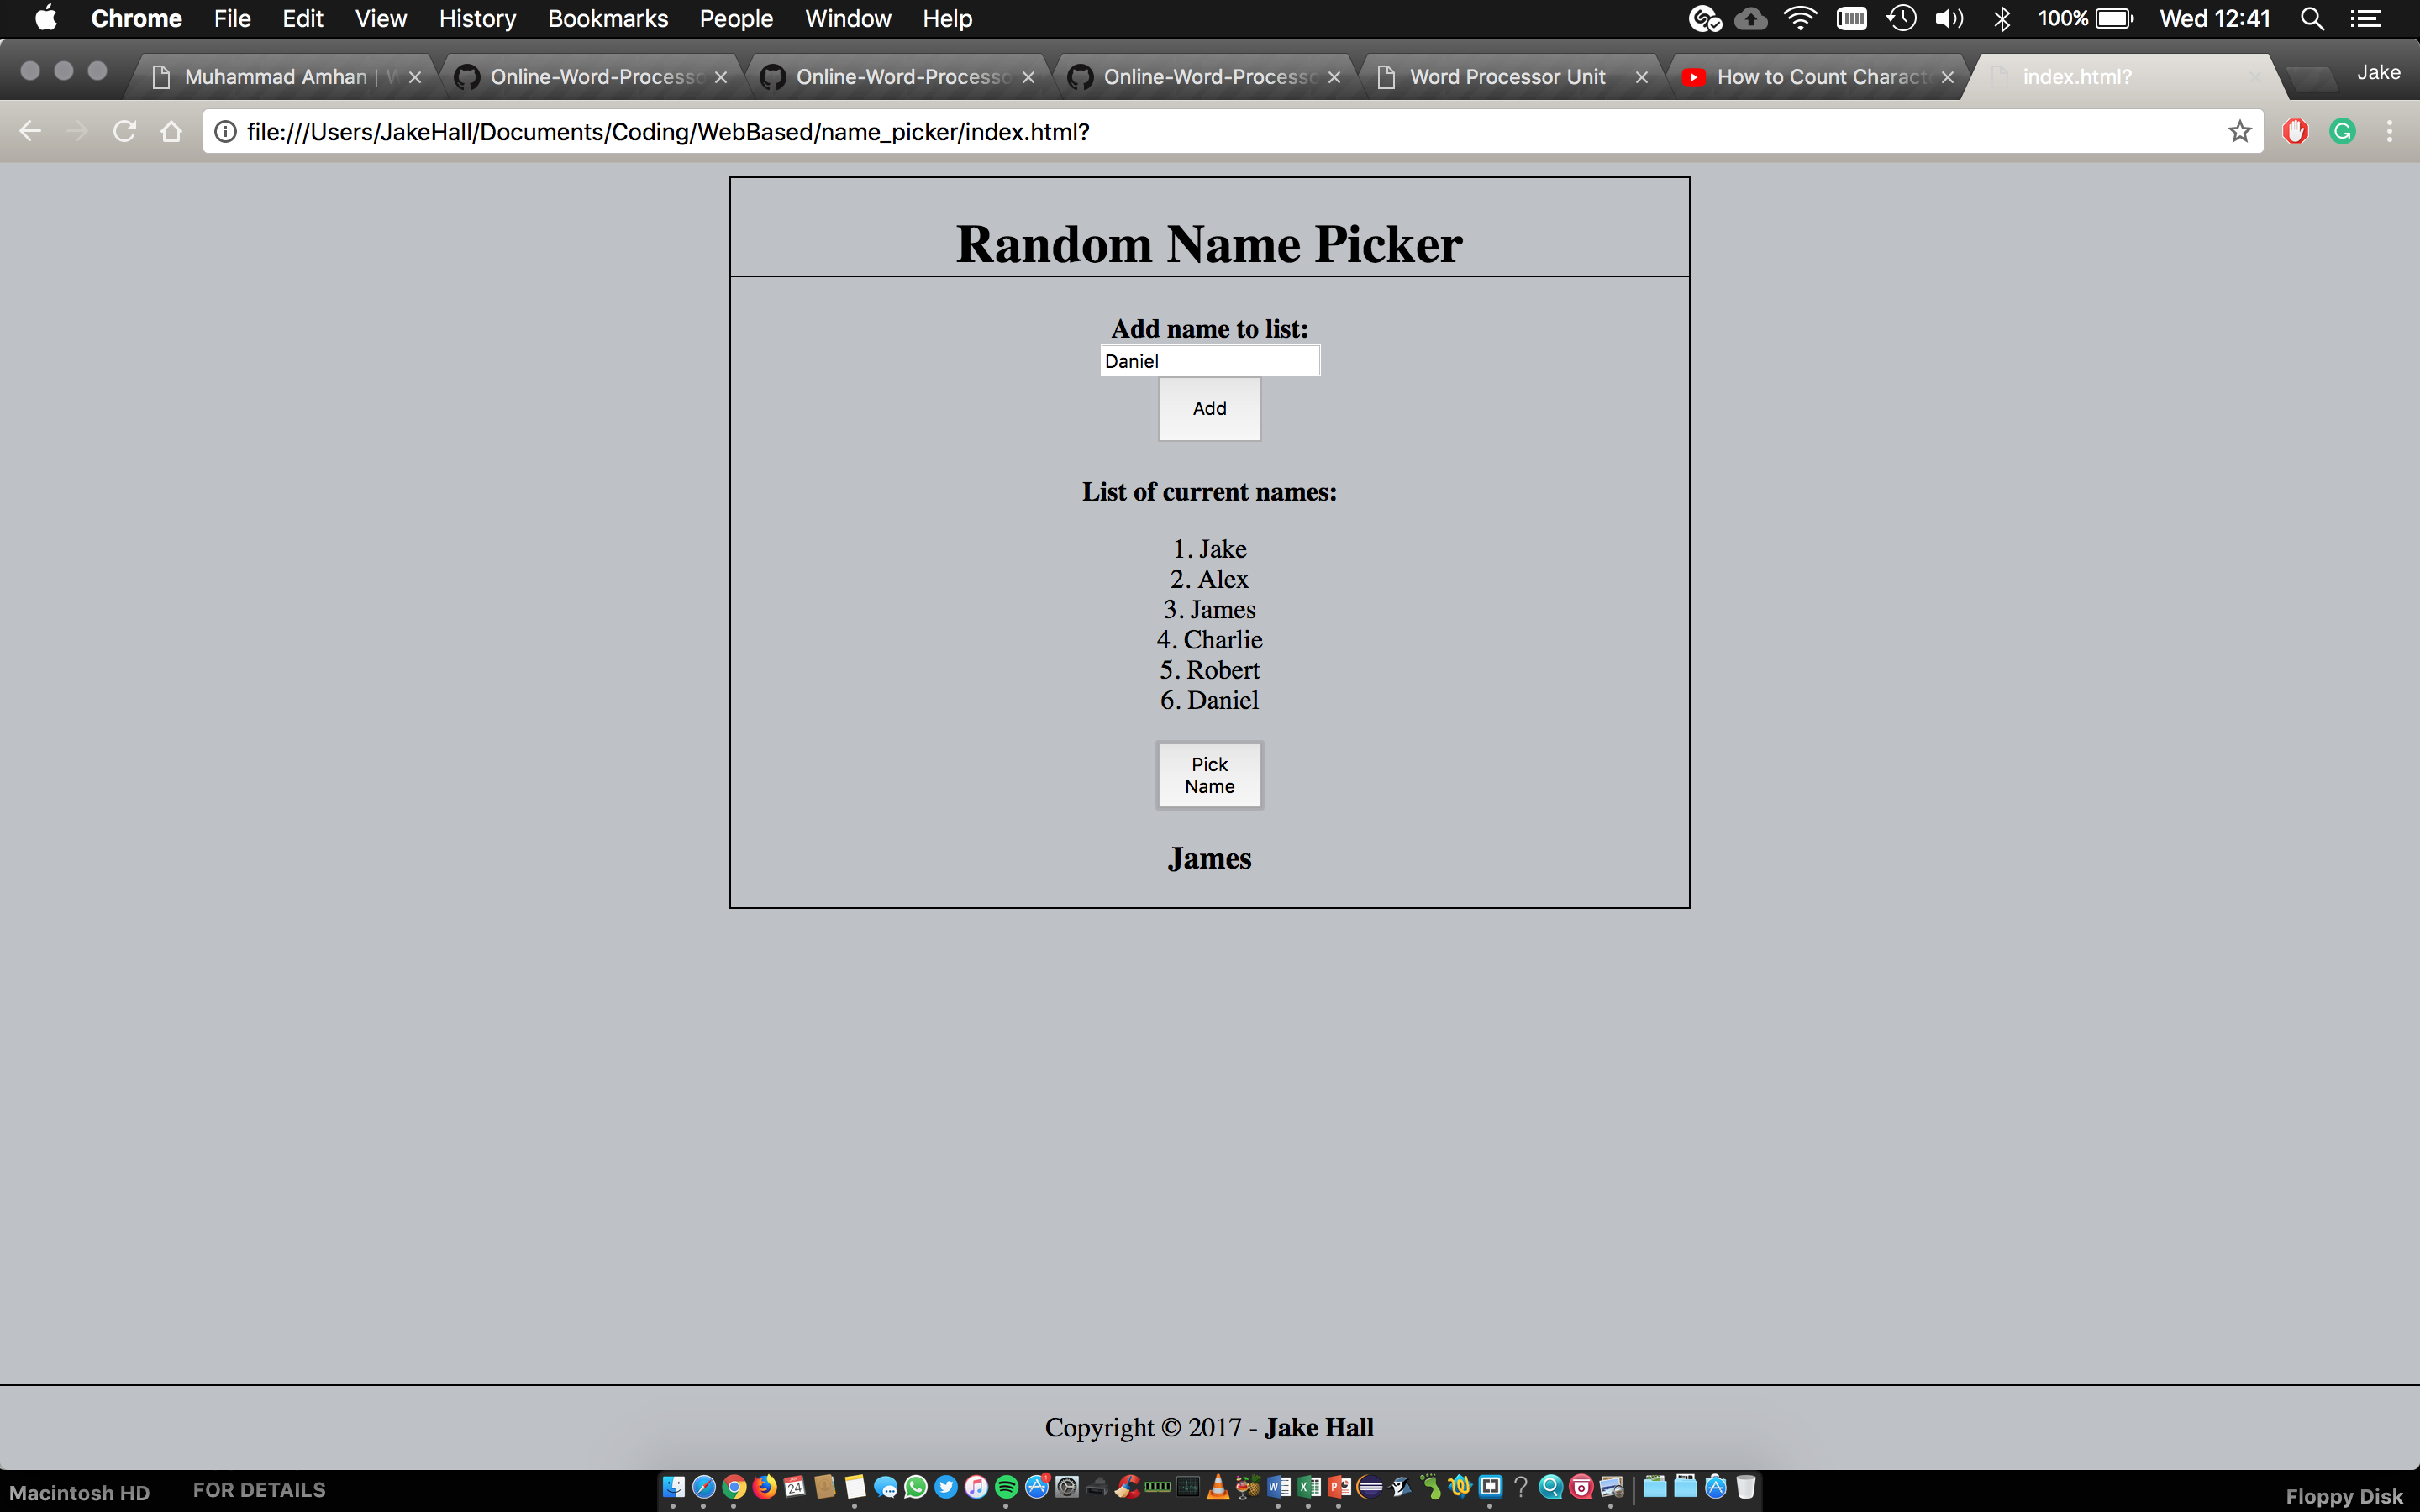 Chrome File Edit View History Bookmarks People Window Help 100% Wed 12:41
Muhammad Amhan | Online-Word-Process Online-Word-Process Online-Word-Process Word Processor Unit How to Count Charact index.html? Jake
file:///Users/JakeHall/Documents/Coding/WebBased/name_picker/index.html?
Random Name Picker
Add name to list:
Daniel
Add
List of current names:
1. Jake
2. Alex
3. James
4. Charlie
5. Robert
6. Daniel
Pick
Name
James
Copyright © 2017 - Jake Hall
Macintosh HD FOR DETAILS
24
Floppy Disk